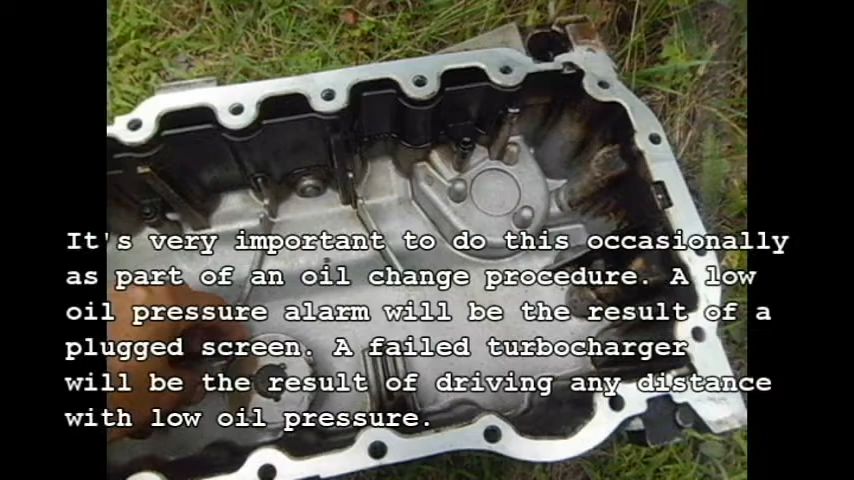 It's very important to do this occasionally
as part of an oil change procedure. A low
oil pressure alarm will be the result of a
plugged screen. A failed turbocharger
will be the result of driving any distance
with low oil pressure.